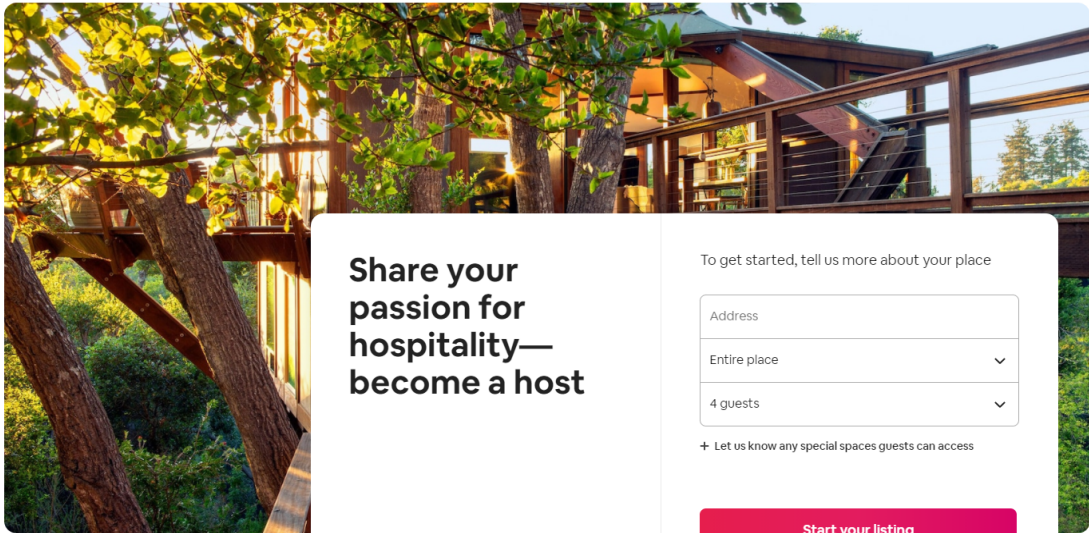 Share your
passion for
hospitality—
become a host
To get started, tell us more about your place
Address
Entire place
4 guests
+ Let us know any special spaces guests can access
Start your listing